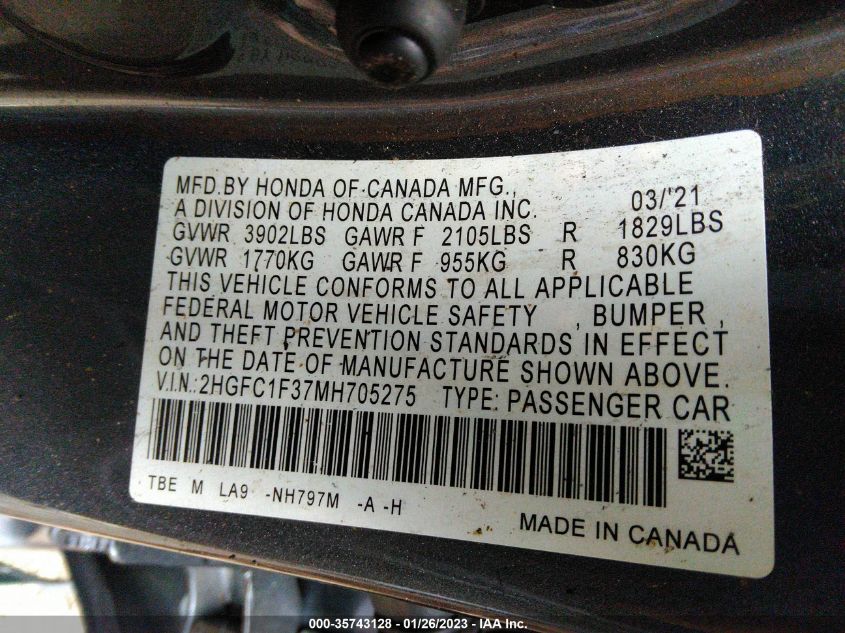 MFD.BY HONDA OF CANADA MFG., 03/'21
A DIVISION OF HONDA CANADA INC.
GVWR 3902LBS GAWR F 2105LBS R 1829LBS
GVWR 1770KG GAWR F 955KG R 830KG
THIS VEHICLE CONFORMS TO ALL APPLICABLE
FEDERAL MOTOR VEHICLE SAFETY , BUMPER ,
AND THEFT PREVENTION STANDARDS IN EFFECT
ON THE DATE OF MANUFACTURE SHOWN ABOVE.
V.I.N.:2HGFC1F37MH705275 TYPE: PASSENGER CAR
TBE M LA9 -NH797M -A -H
MADE IN CANADA
000-35743128 - 01/26/2023 - IAA Inc.